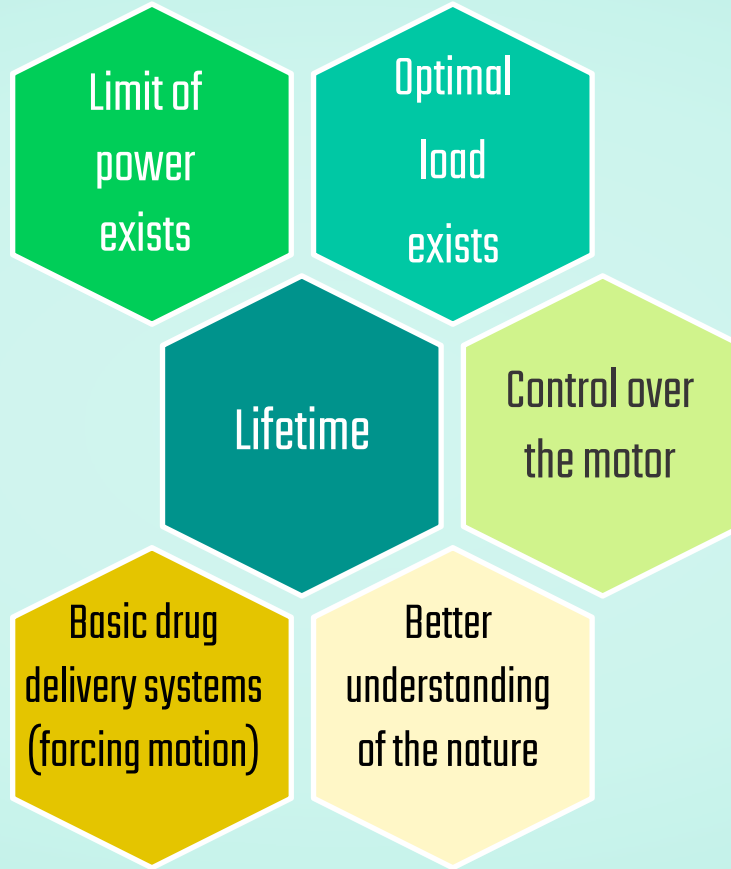 Limit of
power
exists
Optimal
load
exists
Lifetime
Control over
the motor
Basic drug
delivery systems
(forcing motion)
Better
understanding
of the nature